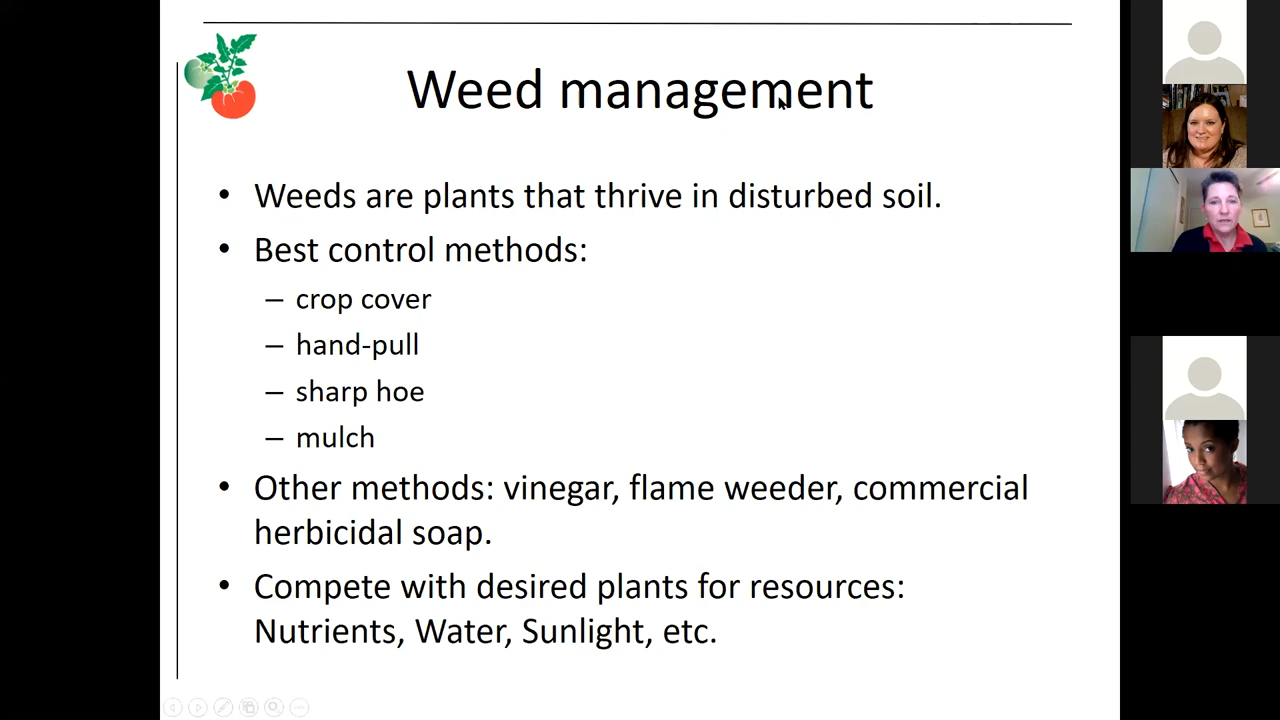 Weed management
• Weeds are plants that thrive in disturbed soil.
• Best control methods:
– crop cover
– hand-pull
– sharp hoe
– mulch
• Other methods: vinegar, flame weeder, commercial
herbicidal soap.
• Compete with desired plants for resources:
Nutrients, Water, Sunlight, etc.